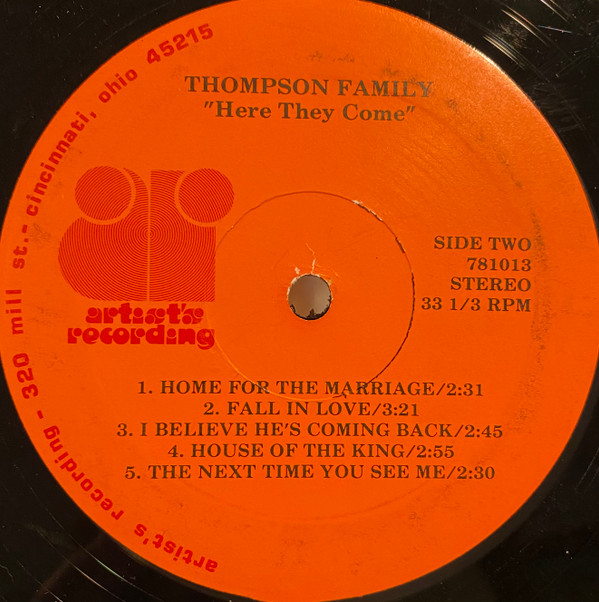 THOMPSON FAMILY
"Here They Come"
SIDE TWO
781013
STEREO
33 1/3 RPM
artist's
recording
1. HOME FOR THE MARRIAGE/2:31
2. FALL IN LOVE/3:21
3. I BELIEVE HE'S COMING BACK/2:45
4. HOUSE OF THE KING/2:55
5. THE NEXT TIME YOU SEE ME/2:30
artist's recording - 320 mill st. - cincinnati, ohio 45215